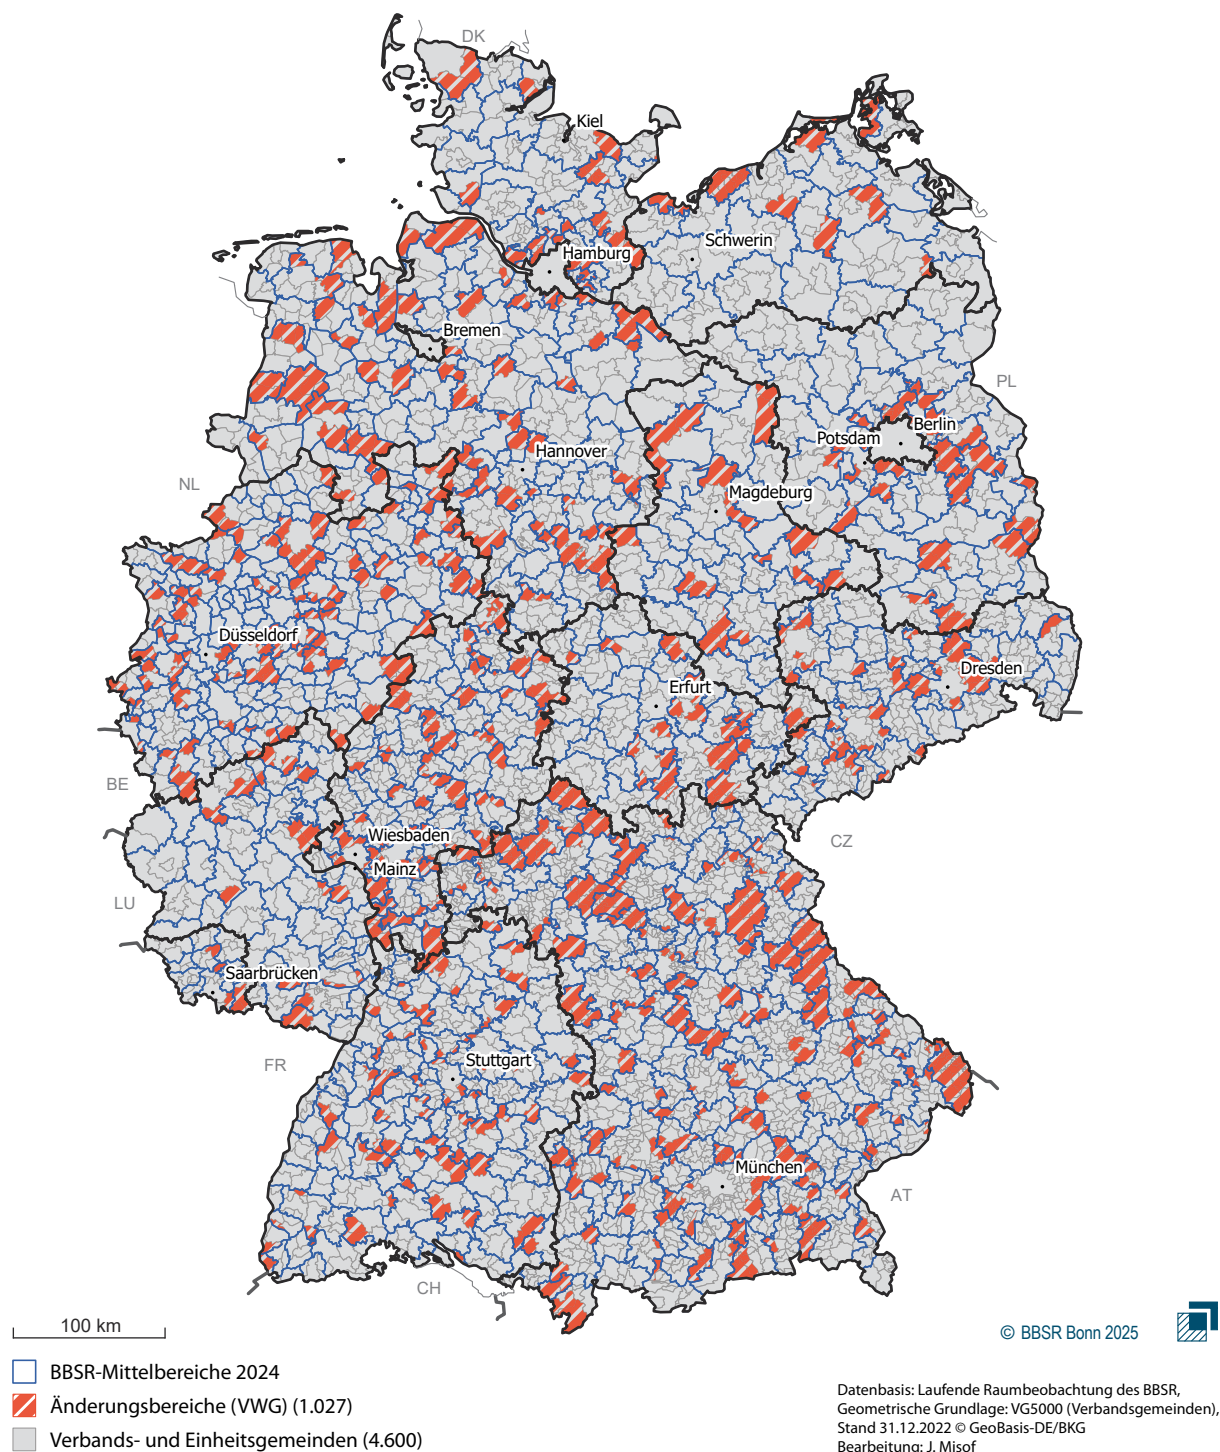 DK
Kiel
Schwerin
Hamburg
Bremen
PL
Berlin
Potsdam
Hannover
NL
Magdeburg
Düsseldorf
Dresden
Erfurt
BE
Wiesbaden
CZ
Mainz
LU
Saarbrücken
FR
Stuttgart
München
AT
CH
100 km
© BBSR Bonn 2025
BBSR-Mittelbereiche 2024
Änderungsbereiche (VWG) (1.027)
Verbands- und Einheitsgemeinden (4.600)
Datenbasis: Laufende Raumbeobachtung des BBSR,
Geometrische Grundlage: VG5000 (Verbandsgemeinden),
Stand 31.12.2022 © GeoBasis-DE/BKG
Bearbeitung: J. Misof